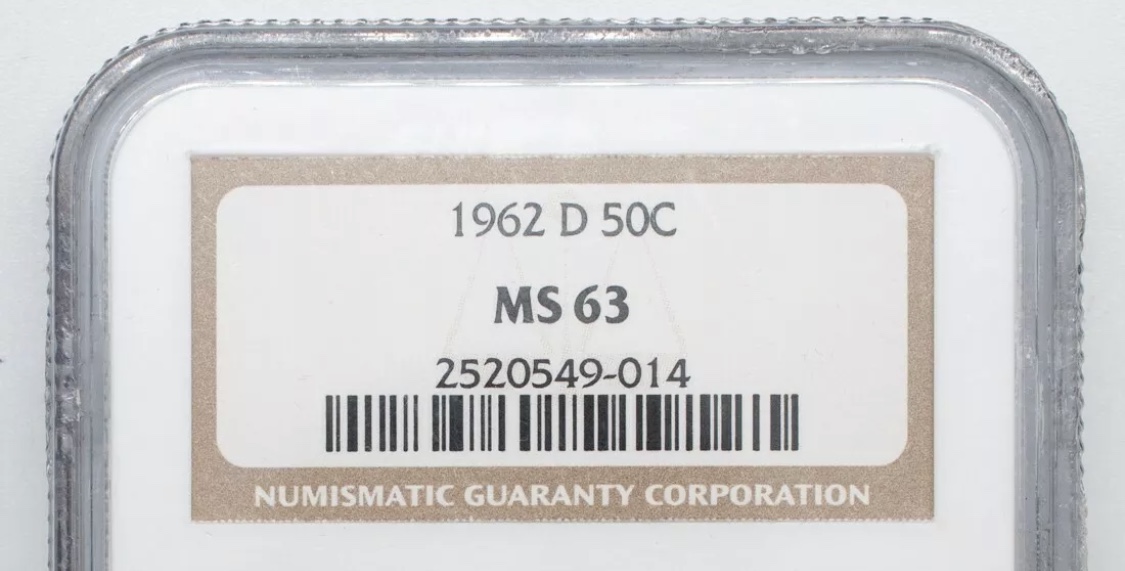 1962 D 50C
MS 63
2520549-014
NUMISMATIC GUARANTY CORPORATION